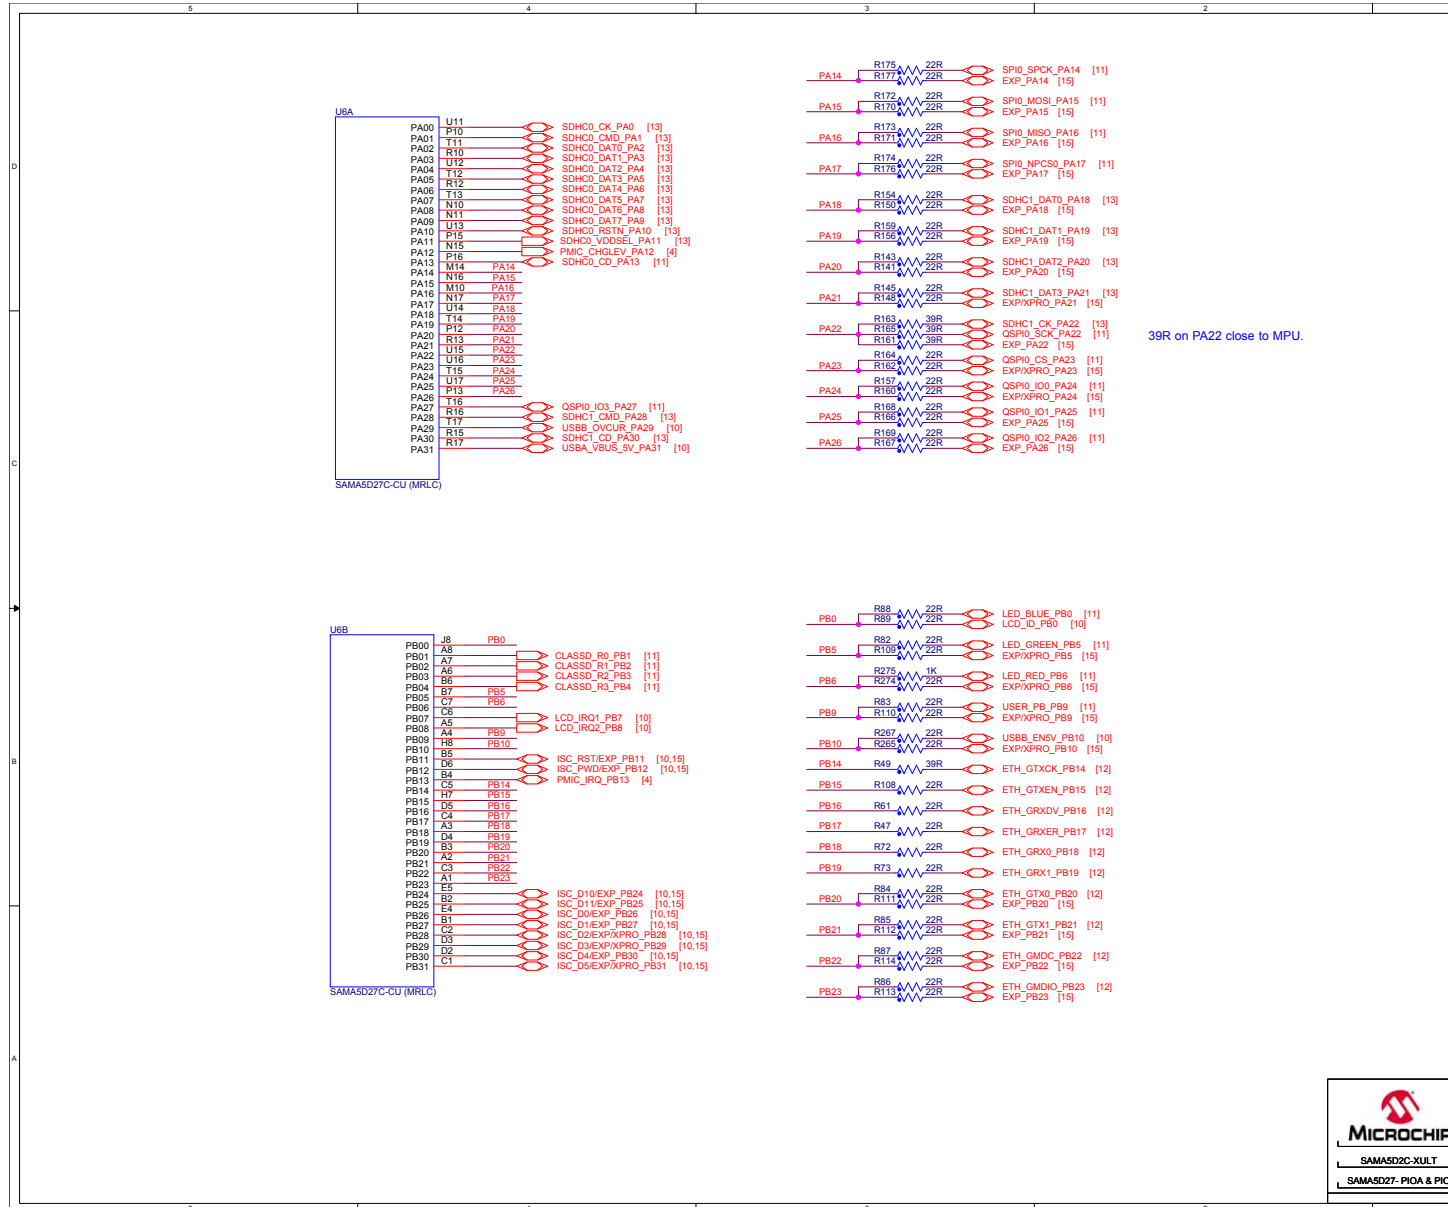 5 4 3 2
D
C
B
A
U6A
PA00 U11 SDHC0_CK_PA0 [13]
PA01 P10 SDHC0_CMD_PA1 [13]
PA02 T11 SDHC0_DAT0_PA2 [13]
PA03 R10 SDHC0_DAT1_PA3 [13]
PA04 U12 SDHC0_DAT2_PA4 [13]
PA05 T12 SDHC0_DAT3_PA5 [13]
PA06 R12 SDHC0_DAT4_PA6 [13]
PA07 T13 SDHC0_DAT5_PA7 [13]
PA08 N10 SDHC0_DAT6_PA8 [13]
PA09 N11 SDHC0_DAT7_PA9 [13]
PA10 U13 SDHC0_RSTN_PA10 [13]
PA11 P15 SDHC0_VDDSEL_PA11 [13]
PA12 N15 PMIC_CHGLEV_PA12 [4]
PA13 P16 SDHC0_CD_PA13 [11]
PA14 M14 PA14
PA15 N16 PA15
PA16 M10 PA16
PA17 N17 PA17
PA18 U14 PA18
PA19 T14 PA19
PA20 P12 PA20
PA21 R13 PA21
PA22 U15 PA22
PA23 U16 PA23
PA24 T15 PA24
PA25 U17 PA25
PA26 P13 PA26
PA27 T16 QSPI0_IO3_PA27 [11]
PA28 R16 SDHC1_CMD_PA28 [13]
PA29 T17 USBB_OVCUR_PA29 [10]
PA30 R15 SDHC1_CD_PA30 [13]
PA31 R17 USBA_VBUS_5V_PA31 [10]
SAMA5D27C-CU (MRLC)
R175 22R SPI0_SPCK_PA14 [11]
PA14 R177 22R EXP_PA14 [15]
R172 22R SPI0_MOSI_PA15 [11]
PA15 R170 22R EXP_PA15 [15]
R173 22R SPI0_MISO_PA16 [11]
PA16 R171 22R EXP_PA16 [15]
R174 22R SPI0_NPCS0_PA17 [11]
PA17 R176 22R EXP_PA17 [15]
R154 22R SDHC1_DAT0_PA18 [13]
PA18 R150 22R EXP_PA18 [15]
R159 22R SDHC1_DAT1_PA19 [13]
PA19 R156 22R EXP_PA19 [15]
R143 22R SDHC1_DAT2_PA20 [13]
PA20 R141 22R EXP_PA20 [15]
R145 22R SDHC1_DAT3_PA21 [13]
PA21 R148 22R EXP/XPRO_PA21 [15]
R163 39R SDHC1_CK_PA22 [13]
PA22 R165 39R QSPI0_SCK_PA22 [11]
R161 39R EXP_PA22 [15]
39R on PA22 close to MPU.
R164 22R QSPI0_CS_PA23 [11]
PA23 R162 22R EXP/XPRO_PA23 [15]
R157 22R QSPI0_IO0_PA24 [11]
PA24 R160 22R EXP/XPRO_PA24 [15]
R168 22R QSPI0_IO1_PA25 [11]
PA25 R166 22R EXP_PA25 [15]
R169 22R QSPI0_IO2_PA26 [11]
PA26 R167 22R EXP_PA26 [15]
U6B
PB00 J8 PB0
PB01 A8 CLASSD_R0_PB1 [11]
PB02 A7 CLASSD_R1_PB2 [11]
PB03 A6 CLASSD_R2_PB3 [11]
PB04 B6 CLASSD_R3_PB4 [11]
PB05 B7 PB5
PB06 C7 PB6
PB07 C6 LCD_IRQ1_PB7 [10]
PB08 A5 LCD_IRQ2_PB8 [10]
PB09 A4 PB9
PB10 H8 PB10
PB11 B5 ISC_RST/EXP_PB11 [10,15]
PB12 D6 ISC_PWD/EXP_PB12 [10,15]
PB13 B4 PMIC_IRQ_PB13 [4]
PB14 C5 PB14
PB15 H7 PB15
PB16 D5 PB16
PB17 C4 PB17
PB18 A3 PB18
PB19 D4 PB19
PB20 B3 PB20
PB21 A2 PB21
PB22 C3 PB22
PB23 A1 PB23
PB24 E5 ISC_D10/EXP_PB24 [10,15]
PB25 B2 ISC_D11/EXP_PB25 [10,15]
PB26 E4 ISC_D0/EXP_PB26 [10,15]
PB27 B1 ISC_D1/EXP_PB27 [10,15]
PB28 C2 ISC_D2/EXP/XPRO_PB28 [10,15]
PB29 D3 ISC_D3/EXP/XPRO_PB29 [10,15]
PB30 D2 ISC_D4/EXP_PB30 [10,15]
PB31 C1 ISC_D5/EXP/XPRO_PB31 [10,15]
SAMA5D27C-CU (MRLC)
R88 22R LED_BLUE_PB0 [11]
PB0 R89 22R LCD_ID_PB0 [10]
R82 22R LED_GREEN_PB5 [11]
PB5 R109 22R EXP/XPRO_PB5 [15]
R275 1K LED_RED_PB6 [11]
PB6 R274 22R EXP/XPRO_PB6 [15]
R83 22R USER_PB_PB9 [11]
PB9 R110 22R EXP/XPRO_PB9 [15]
R267 22R USBB_EN5V_PB10 [10]
PB10 R265 22R EXP/XPRO_PB10 [15]
PB14 R49 39R ETH_GTXCK_PB14 [12]
PB15 R108 22R ETH_GTXEN_PB15 [12]
PB16 R61 22R ETH_GRXDV_PB16 [12]
PB17 R47 22R ETH_GRXER_PB17 [12]
PB18 R72 22R ETH_GRX0_PB18 [12]
PB19 R73 22R ETH_GRX1_PB19 [12]
R84 22R ETH_GTX0_PB20 [12]
PB20 R111 22R EXP_PB20 [15]
R85 22R ETH_GTX1_PB21 [12]
PB21 R112 22R EXP_PB21 [15]
R87 22R ETH_GMDC_PB22 [12]
PB22 R114 22R EXP_PB22 [15]
R86 22R ETH_GMDIO_PB23 [12]
PB23 R113 22R EXP_PB23 [15]
MICROCHIP
SAMA5D2C-XULT
SAMA5D27- PIOA & PIO